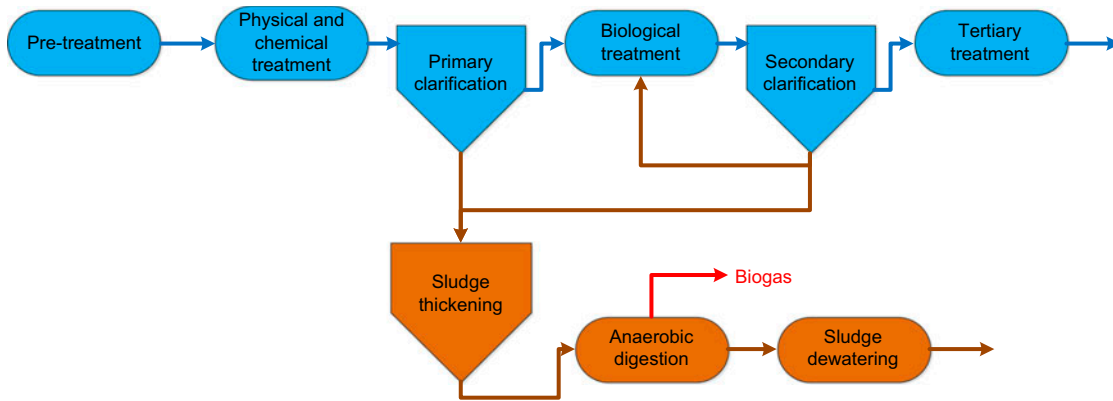 Pre-treatment
Physical and
chemical
treatment
Primary
clarification
Biological
treatment
Secondary
clarification
Tertiary
treatment
Sludge
thickening
Biogas
Anaerobic
digestion
Sludge
dewatering